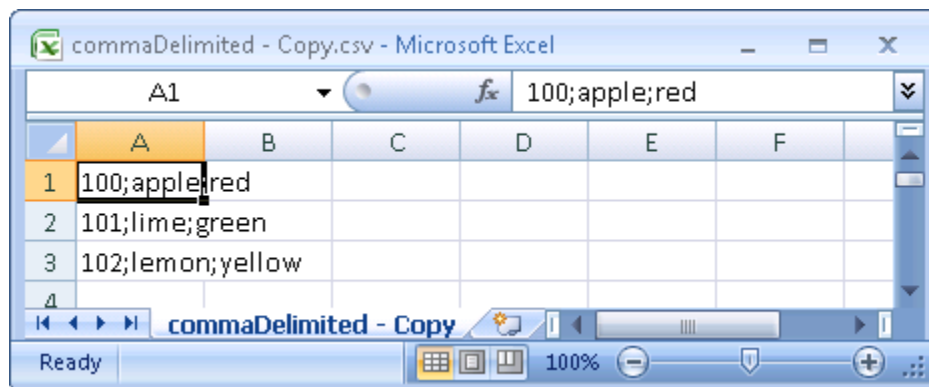 commaDelimited - Copy.csv - Microsoft Excel
A1 fx 100;apple;red
A B C D E F
1 100;apple;red
2 101;lime;green
3 102;lemon;yellow
4
commaDelimited - Copy
Ready 100%